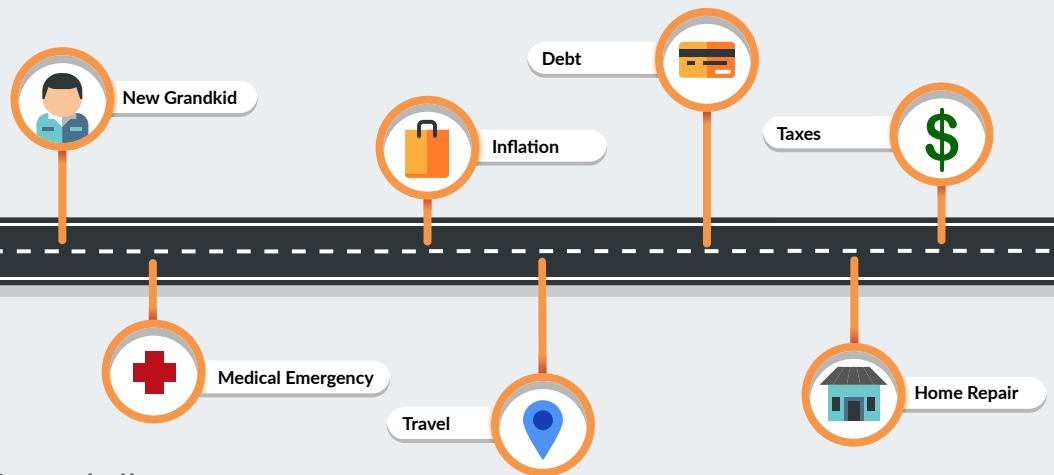 New Grandkid
Medical Emergency
Inflation
Travel
Debt
Taxes
Home Repair